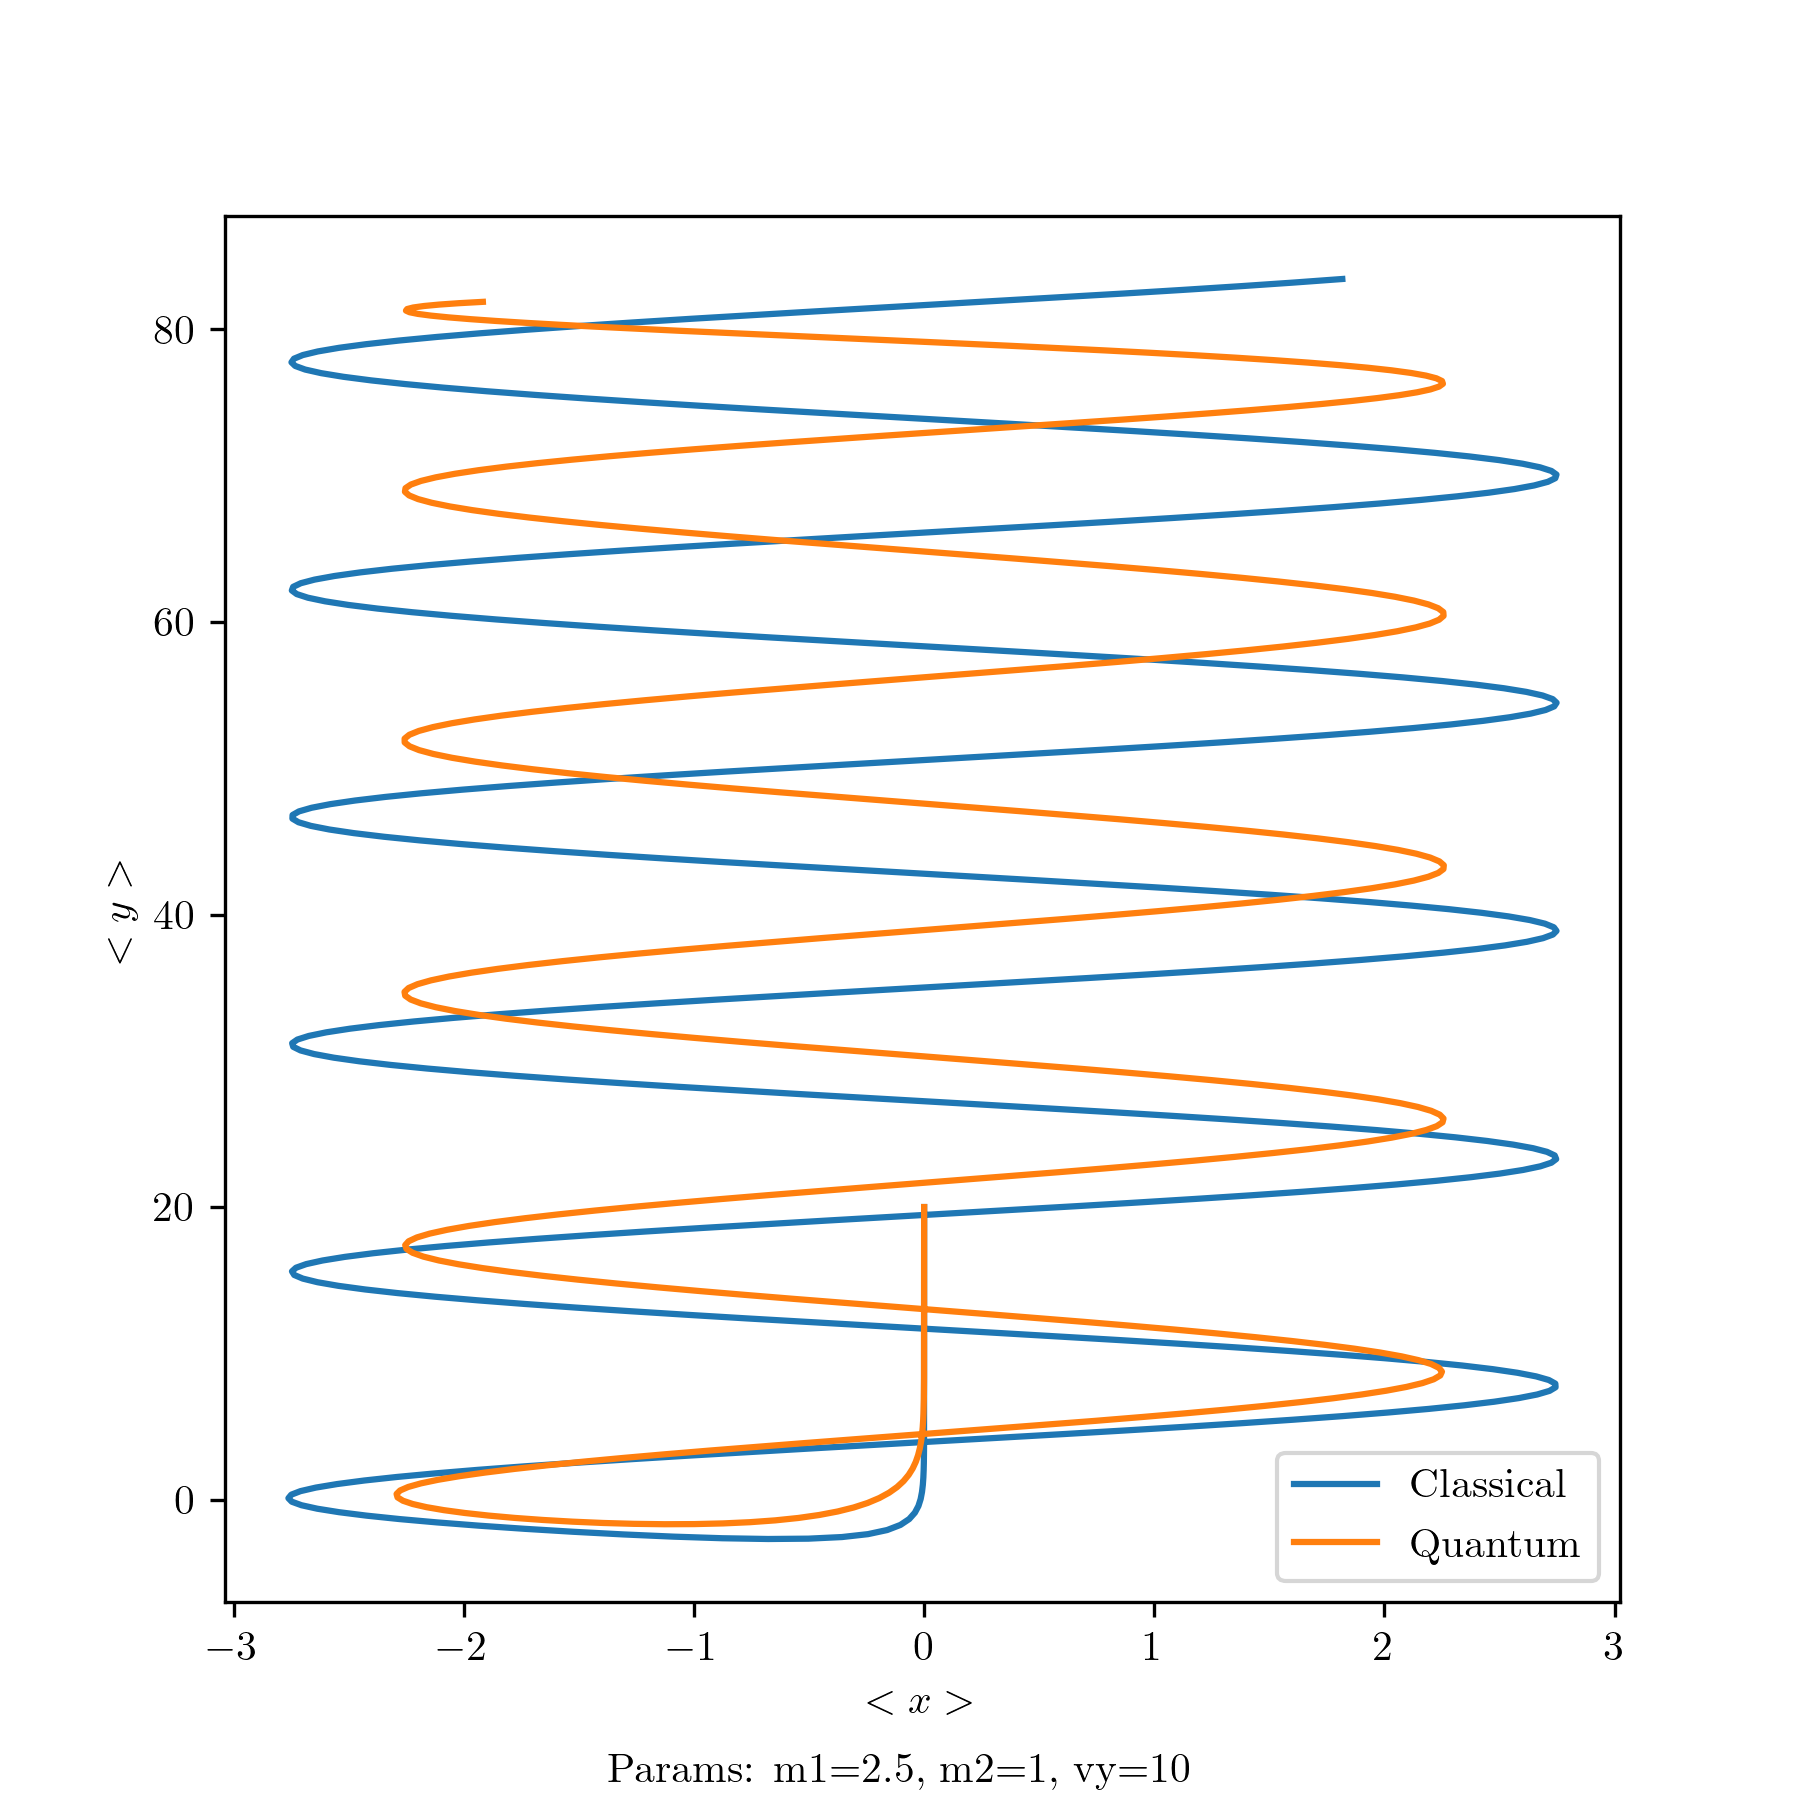 80
60
40
20
0
< y >
Classical
Quantum
−3 −2 −1 0 1 2 3
< x >
Params: m1=2.5, m2=1, vy=10